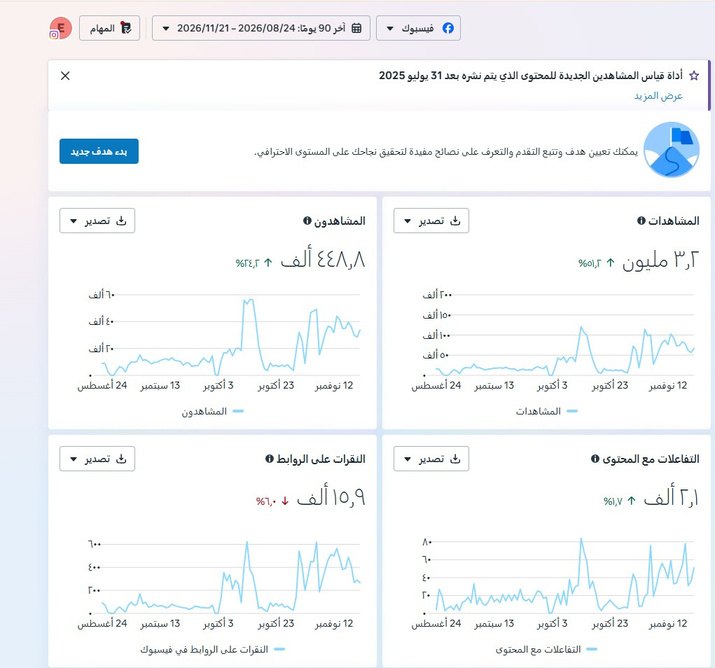 فيسبوك
آخر 90 يومًا: 2026/08/24 – 2026/11/21
المهام
E
أداة قياس المشاهدين الجديدة للمحتوى الذي يتم نشره بعد 31 يوليو 2025
عرض المزيد
يمكنك تعيين هدف وتتبع التقدم والتعرف على نصائح مفيدة لتحقيق نجاحك على المستوى الاحترافي.
بدء هدف جديد
المشاهدات
تصدير
٣,٢ مليون ↑ ٥١,٢%
٢٠٠ ألف
١٥٠ ألف
١٠٠ ألف
٥٠ ألف
٠
24 أغسطس 13 سبتمبر 3 أكتوبر 23 أكتوبر 12 نوفمبر
المشاهدات
المشاهدون
تصدير
٤٤٨,٨ ألف ↑ ٢٤,٢%
٦٠ ألف
٤٠ ألف
٢٠ ألف
٠
24 أغسطس 13 سبتمبر 3 أكتوبر 23 أكتوبر 12 نوفمبر
المشاهدون
التفاعلات مع المحتوى
تصدير
٢,١ ألف ↑ ١,٧%
٨٠
٦٠
٤٠
٢٠
٠
24 أغسطس 13 سبتمبر 3 أكتوبر 23 أكتوبر 12 نوفمبر
التفاعلات مع المحتوى
النقرات على الروابط
تصدير
١٥,٩ ألف ↓ ٦,٠%
٦٠٠
٤٠٠
٢٠٠
٠
24 أغسطس 13 سبتمبر 3 أكتوبر 23 أكتوبر 12 نوفمبر
النقرات على الروابط في فيسبوك